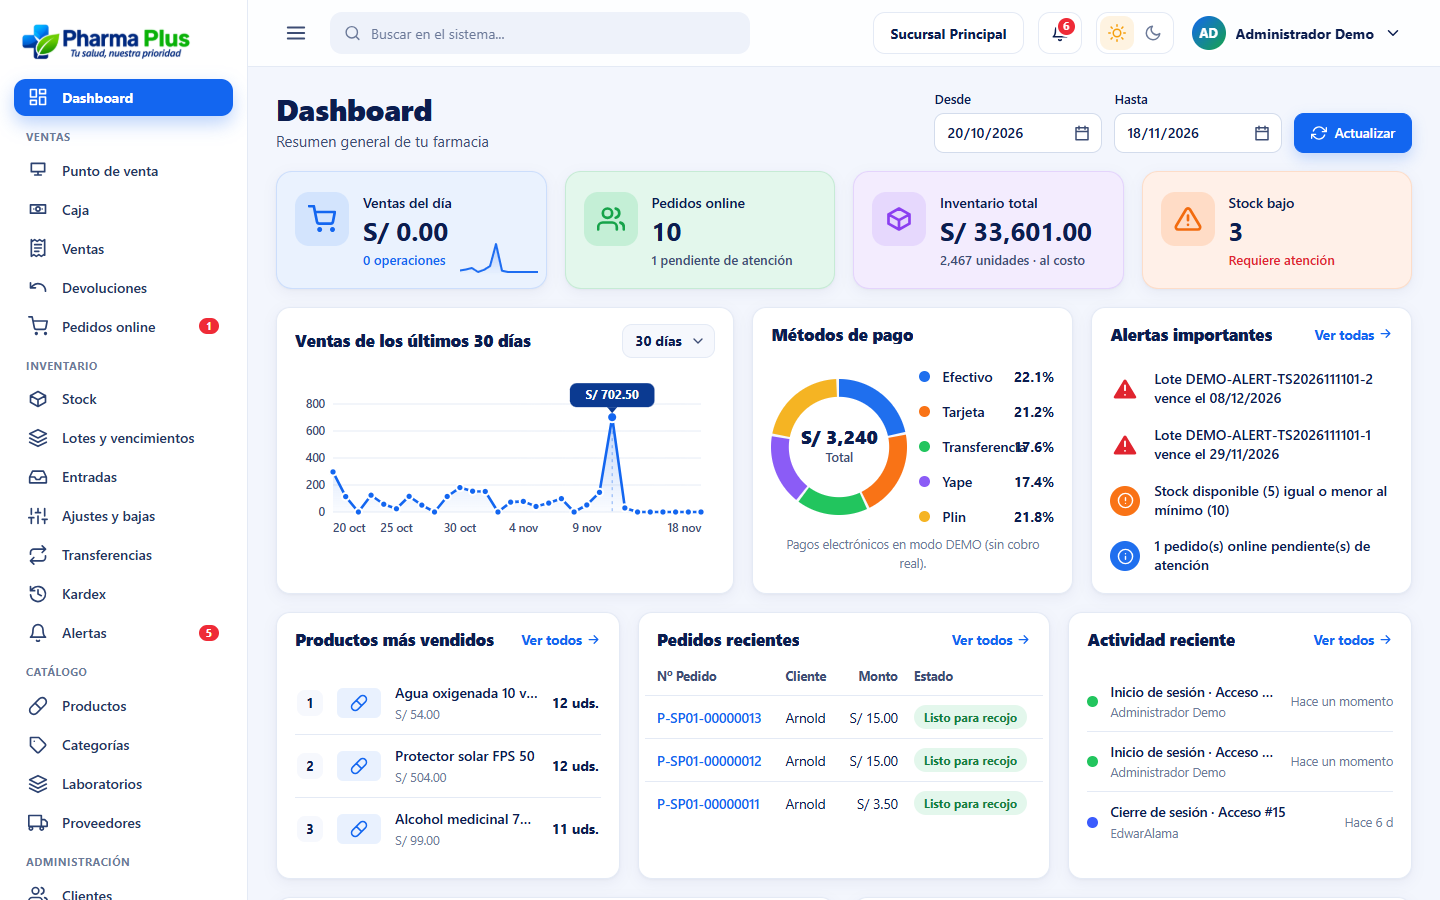 Pharma Plus
Tu salud, nuestra prioridad
Dashboard
VENTAS
Punto de venta
Caja
Ventas
Devoluciones
Pedidos online 1
INVENTARIO
Stock
Lotes y vencimientos
Entradas
Ajustes y bajas
Transferencias
Kardex
Alertas 5
CATÁLOGO
Productos
Categorías
Laboratorios
Proveedores
ADMINISTRACIÓN
Clientes
Buscar en el sistema...
Sucursal Principal
6
AD Administrador Demo
Dashboard
Resumen general de tu farmacia
Desde
20/10/2026
Hasta
18/11/2026
Actualizar
Ventas del día
S/ 0.00
0 operaciones
Pedidos online
10
1 pendiente de atención
Inventario total
S/ 33,601.00
2,467 unidades · al costo
Stock bajo
3
Requiere atención
Ventas de los últimos 30 días
30 días
S/ 702.50
800
600
400
200
0
20 oct 25 oct 30 oct 4 nov 9 nov 18 nov
Métodos de pago
S/ 3,240
Total
Efectivo 22.1%
Tarjeta 21.2%
Transferencia 17.6%
Yape 17.4%
Plin 21.8%
Pagos electrónicos en modo DEMO (sin cobro
real).
Alertas importantes
Ver todas
Lote DEMO-ALERT-TS2026111101-2
vence el 08/12/2026
Lote DEMO-ALERT-TS2026111101-1
vence el 29/11/2026
Stock disponible (5) igual o menor al
mínimo (10)
1 pedido(s) online pendiente(s) de
atención
Productos más vendidos
Ver todos
1 Agua oxigenada 10 v... 12 uds.
S/ 54.00
2 Protector solar FPS 50 12 uds.
S/ 504.00
3 Alcohol medicinal 7... 11 uds.
S/ 99.00
Pedidos recientes
Ver todos
Nº Pedido Cliente Monto Estado
P-SP01-00000013 Arnold S/ 15.00 Listo para recojo
P-SP01-00000012 Arnold S/ 15.00 Listo para recojo
P-SP01-00000011 Arnold S/ 3.50 Listo para recojo
Actividad reciente
Ver todos
Inicio de sesión · Acceso ... Hace un momento
Administrador Demo
Inicio de sesión · Acceso ... Hace un momento
Administrador Demo
Cierre de sesión · Acceso #15 Hace 6 d
EdwarAlama